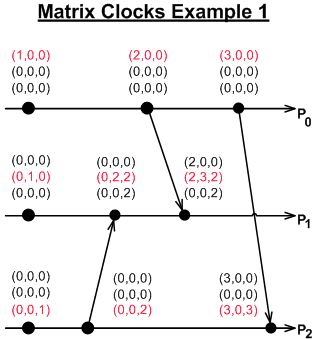 Matrix Clocks Example 1
(1,0,0) (2,0,0) (3,0,0)
(0,0,0) (0,0,0) (0,0,0)
(0,0,0) (0,0,0) (0,0,0)
P0
(0,0,0) (0,0,0) (2,0,0)
(0,1,0) (0,2,2) (2,3,2)
(0,0,0) (0,0,2) (0,0,2)
P1
(0,0,0) (0,0,0) (3,0,0)
(0,0,0) (0,0,0) (0,0,0)
(0,0,1) (0,0,2) (3,0,3)
P2